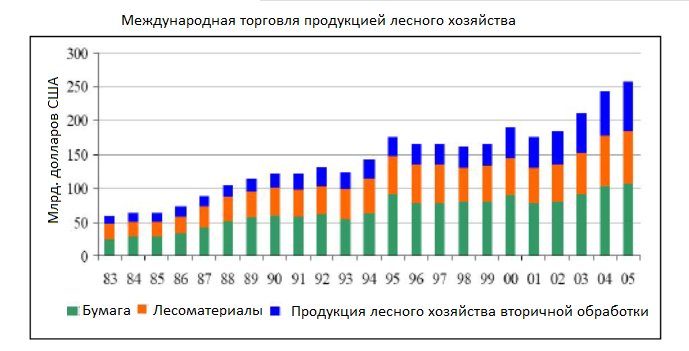 Международная торговля продукцией лесного хозяйства
Млрд. долларов США
300
250
200
150
100
50
0
83 84 85 86 87 88 89 90 91 92 93 94 95 96 97 98 99 00 01 02 03 04 05
Бумага Лесоматериалы Продукция лесного хозяйства вторичной обработки